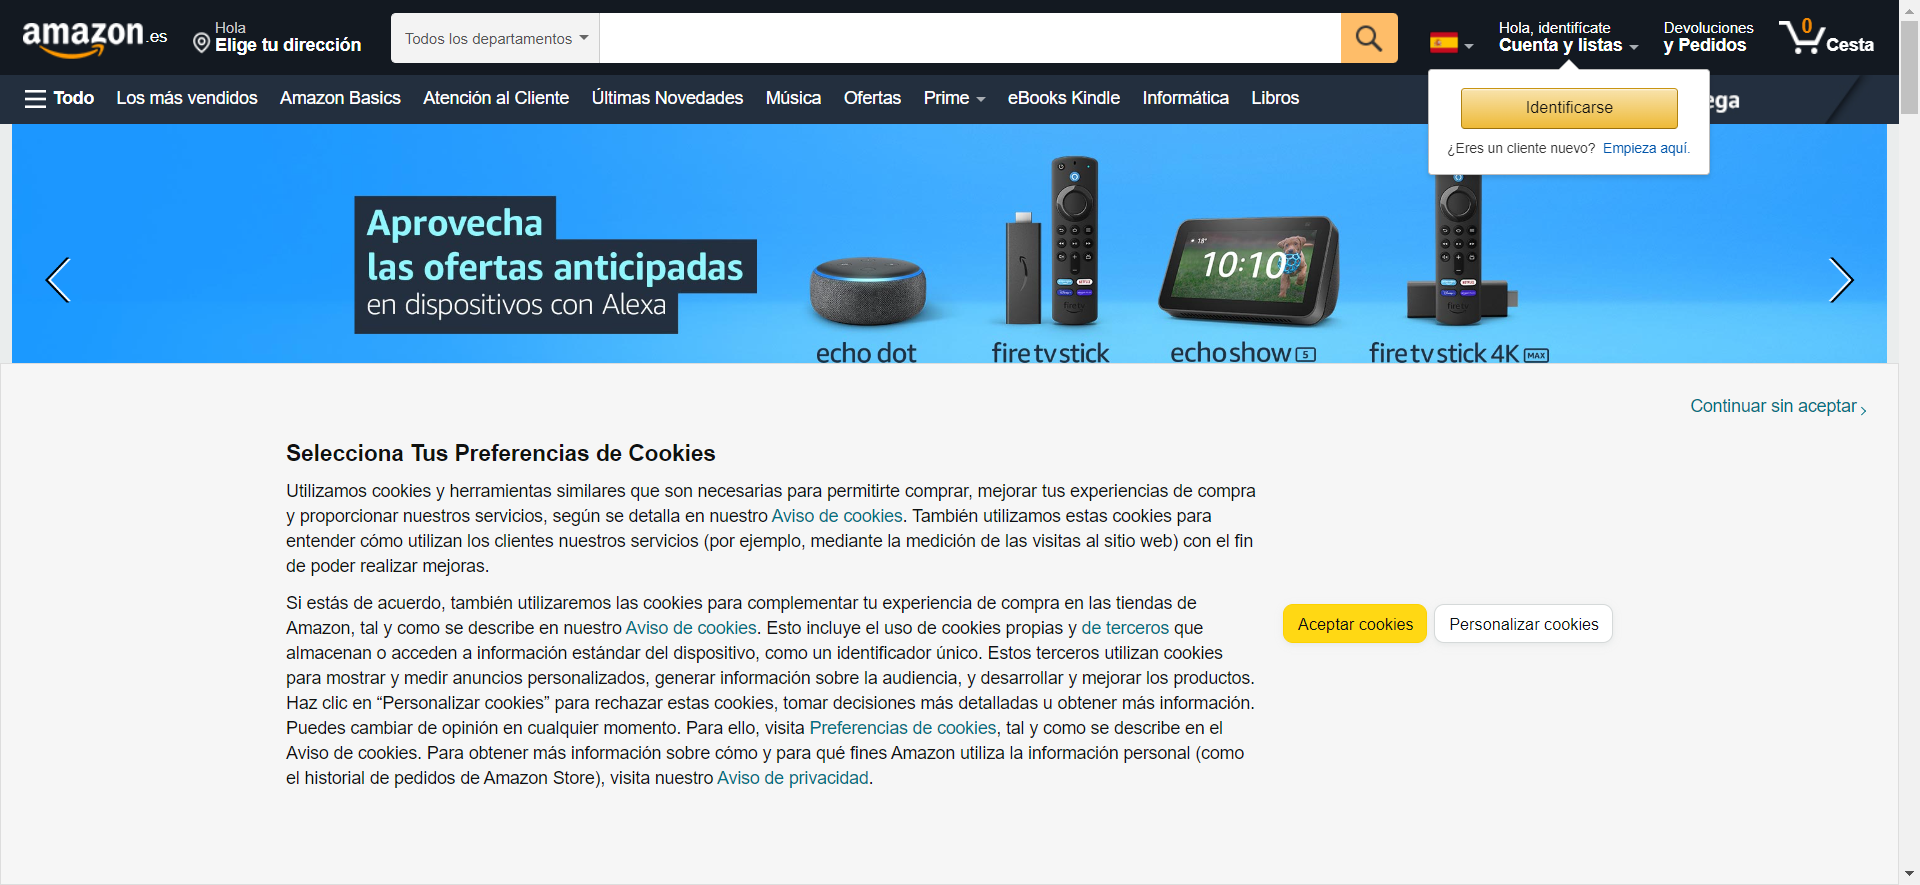 amazon.es
Hola
Elige tu dirección
Todos los departamentos
Hola, identifícate
Cuenta y listas
Devoluciones
y Pedidos
0
Cesta
Todo
Los más vendidos
Amazon Basics
Atención al Cliente
Últimas Novedades
Música
Ofertas
Prime
eBooks Kindle
Informática
Libros
ega
Identificarse
¿Eres un cliente nuevo? Empieza aquí.
Aprovecha
las ofertas anticipadas
en dispositivos con Alexa
18°
10:10
echo dot
fire tv stick
echo show 5
fire tv stick 4K MAX
Continuar sin aceptar
Selecciona Tus Preferencias de Cookies
Utilizamos cookies y herramientas similares que son necesarias para permitirte comprar, mejorar tus experiencias de compra
y proporcionar nuestros servicios, según se detalla en nuestro Aviso de cookies. También utilizamos estas cookies para
entender cómo utilizan los clientes nuestros servicios (por ejemplo, mediante la medición de las visitas al sitio web) con el fin
de poder realizar mejoras.
Si estás de acuerdo, también utilizaremos las cookies para complementar tu experiencia de compra en las tiendas de
Amazon, tal y como se describe en nuestro Aviso de cookies. Esto incluye el uso de cookies propias y de terceros que
almacenan o acceden a información estándar del dispositivo, como un identificador único. Estos terceros utilizan cookies
para mostrar y medir anuncios personalizados, generar información sobre la audiencia, y desarrollar y mejorar los productos.
Haz clic en “Personalizar cookies” para rechazar estas cookies, tomar decisiones más detalladas u obtener más información.
Puedes cambiar de opinión en cualquier momento. Para ello, visita Preferencias de cookies, tal y como se describe en el
Aviso de cookies. Para obtener más información sobre cómo y para qué fines Amazon utiliza la información personal (como
el historial de pedidos de Amazon Store), visita nuestro Aviso de privacidad.
Aceptar cookies
Personalizar cookies